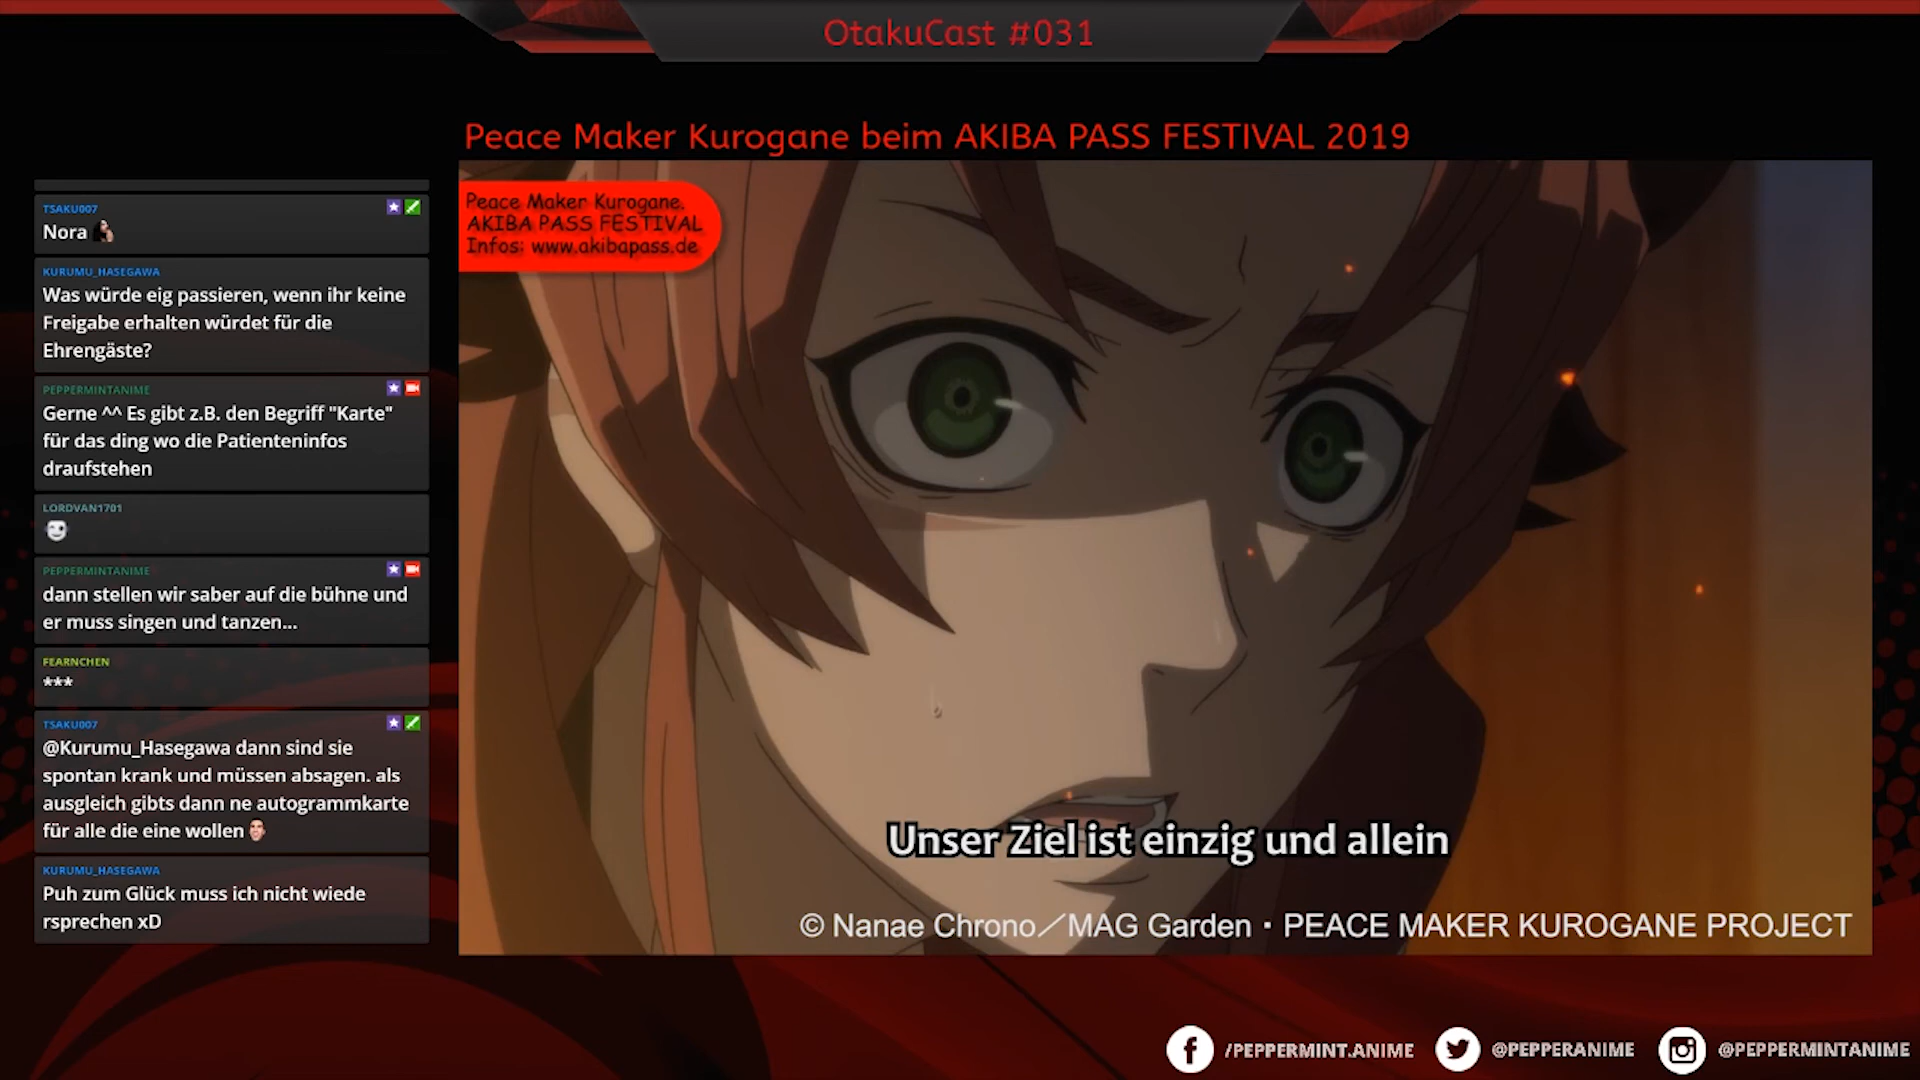 OtakuCast #031
Peace Maker Kurogane beim AKIBA PASS FESTIVAL 2019
TSAKU007
Nora
KURUMU_HASEGAWA
Was würde eig passieren, wenn ihr keine
Freigabe erhalten würdet für die
Ehrengäste?
PEPPERMINTANIME
Gerne ^^ Es gibt z.B. den Begriff "Karte"
für das ding wo die Patienteninfos
draufstehen
LORDVAN1701
PEPPERMINTANIME
dann stellen wir saber auf die bühne und
er muss singen und tanzen...
FEARNCHEN
***
TSAKU007
@Kurumu_Hasegawa dann sind sie
spontan krank und müssen absagen. als
ausgleich gibts dann ne autogrammkarte
für alle die eine wollen
KURUMU_HASEGAWA
Puh zum Glück muss ich nicht wiede
rsprechen xD
Peace Maker Kurogane.
AKIBA PASS FESTIVAL
Infos: www.akibapass.de
Unser Ziel ist einzig und allein
© Nanae Chrono／MAG Garden・PEACE MAKER KUROGANE PROJECT
/PEPPERMINT.ANIME
@PEPPERANIME
@PEPPERMINTANIME